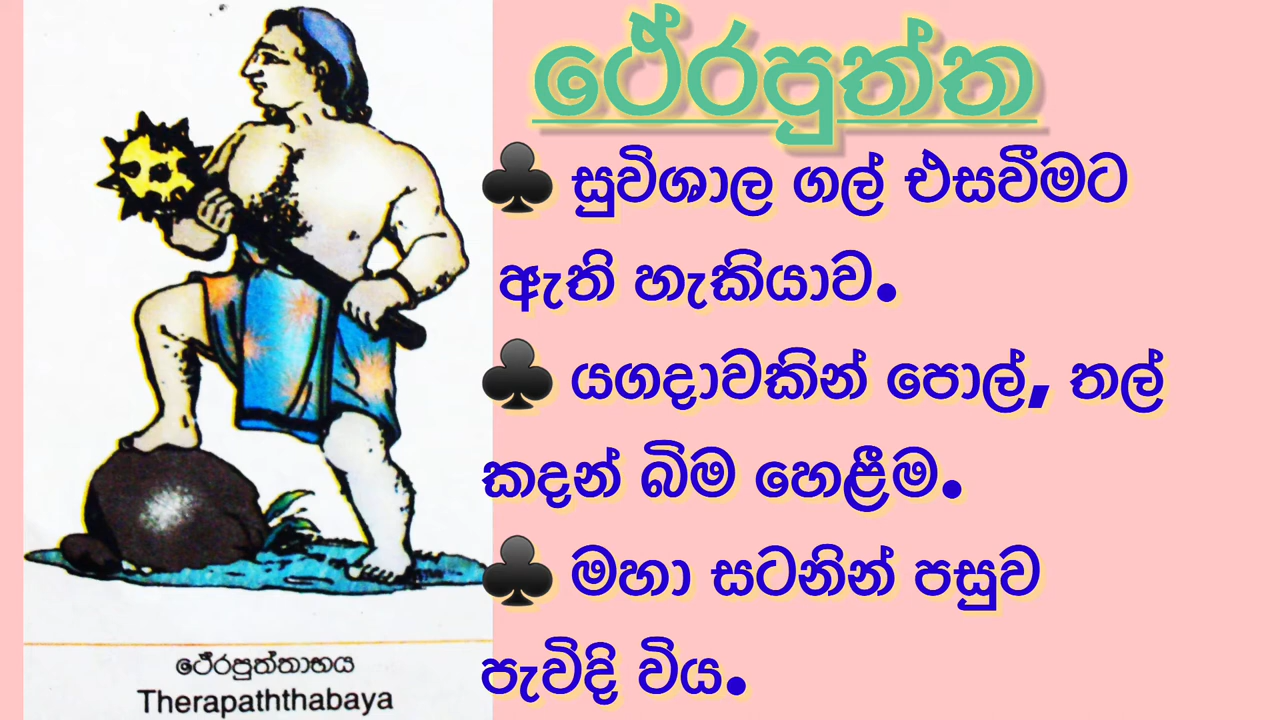 ථේරපුත්ත
♣ සුවිශාල ගල් එසවීමට
ඇති හැකියාව.
♣ යගදාවකින් පොල්, තල්
කදන් බිම හෙළීම.
♣ මහා සටනින් පසුව
පැවිදි විය.
ථේරපුත්තාභය
Therapaththabaya